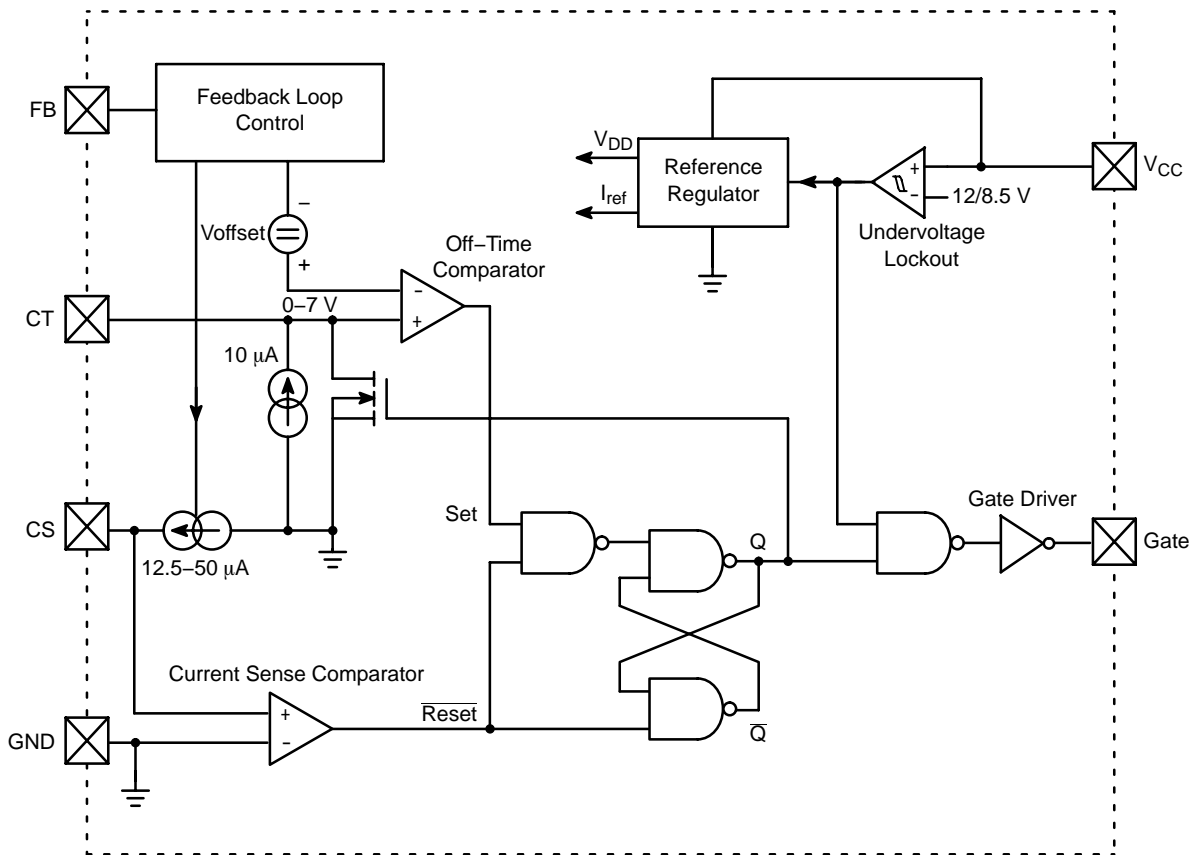 FB
Feedback Loop
Control
VDD
Iref
Reference
Regulator
+
−
12/8.5 V
VCC
Undervoltage
Lockout
−
Voffset
+
Off−Time
Comparator
−
+
0−7 V
CT
10 μA
CS
12.5−50 μA
Set
Q
Gate Driver
Gate
Current Sense Comparator
+
−
Reset
Q
GND